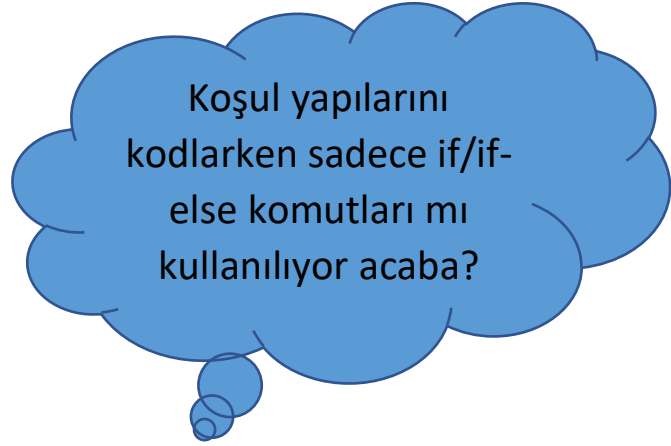 Koşul yapılarını
kodlarken sadece if/if-
else komutları mı
kullanılıyor acaba?